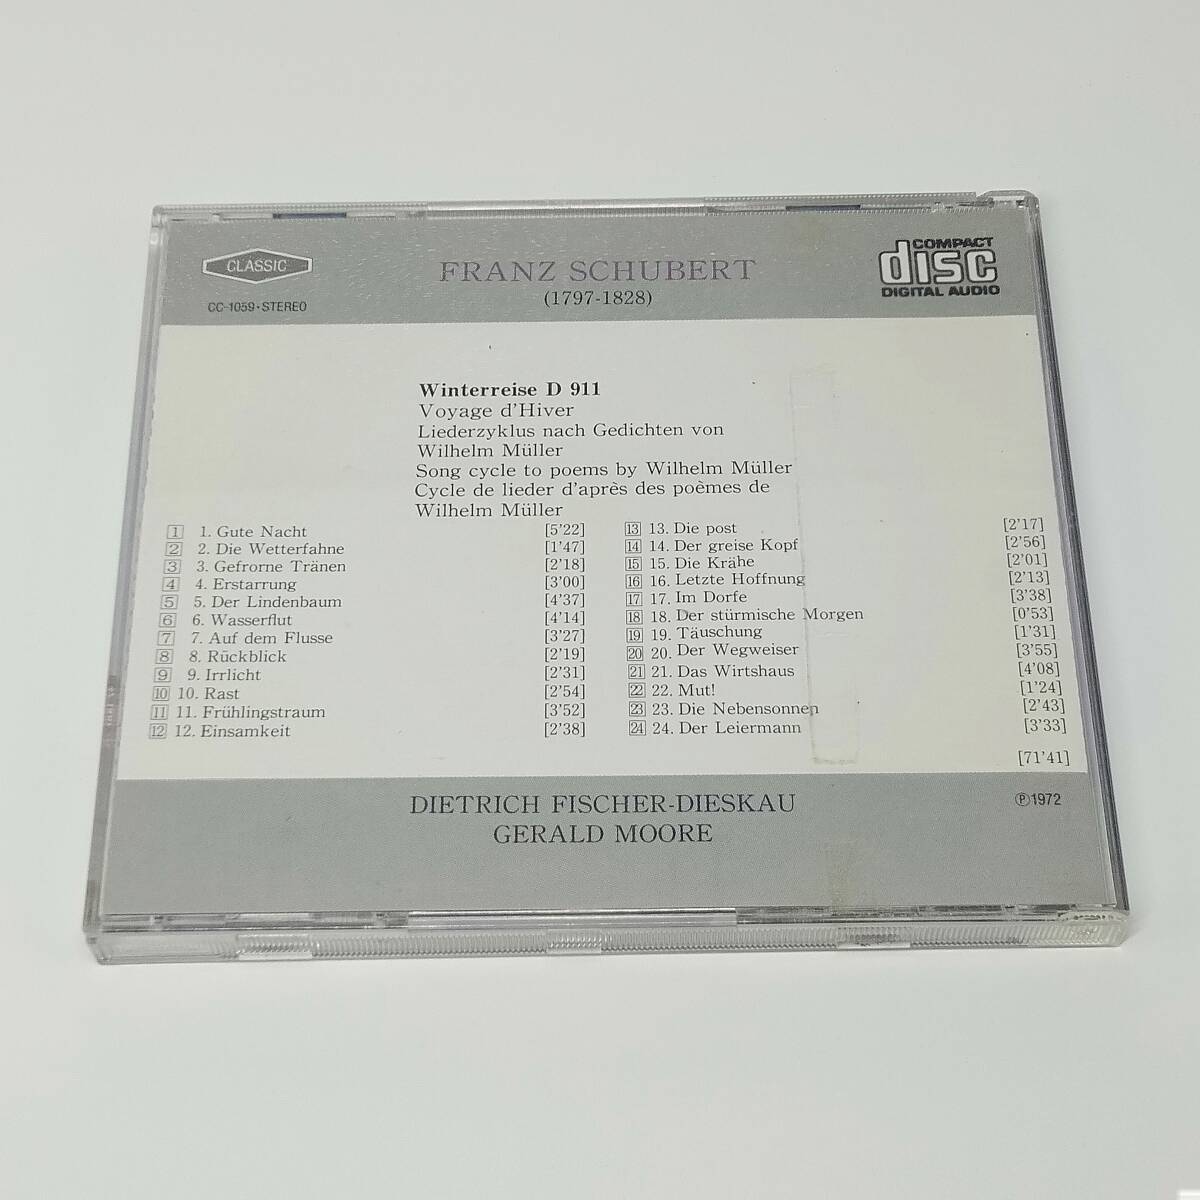 CLASSIC
CC-1059・STEREO
FRANZ SCHUBERT
(1797-1828)
COMPACT
disc
DIGITAL AUDIO
Winterreise D 911
Voyage d'Hiver
Liederzyklus nach Gedichten von
Wilhelm Müller
Song cycle to poems by Wilhelm Müller
Cycle de lieder d'après des poèmes de
Wilhelm Müller
1 1. Gute Nacht [5'22]
2 2. Die Wetterfahne [1'47]
3 3. Gefrorne Tränen [2'18]
4 4. Erstarrung [3'00]
5 5. Der Lindenbaum [4'37]
6 6. Wasserflut [4'14]
7 7. Auf dem Flusse [3'27]
8 8. Rückblick [2'19]
9 9. Irrlicht [2'31]
10 10. Rast [2'54]
11 11. Frühlingstraum [3'52]
12 12. Einsamkeit [2'38]
13 13. Die post [2'17]
14 14. Der greise Kopf [2'56]
15 15. Die Krähe [2'01]
16 16. Letzte Hoffnung [2'13]
17 17. Im Dorfe [3'38]
18 18. Der stürmische Morgen [0'53]
19 19. Täuschung [1'31]
20 20. Der Wegweiser [3'55]
21 21. Das Wirtshaus [4'08]
22 22. Mut! [1'24]
23 23. Die Nebensonnen [2'43]
24 24. Der Leiermann [3'33]
[71'41]
DIETRICH FISCHER-DIESKAU
GERALD MOORE
℗1972